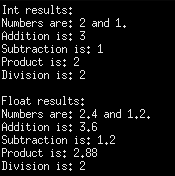 Int results:
Numbers are: 2 and 1.
Addition is: 3
Subtraction is: 1
Product is: 2
Division is: 2
Float results:
Numbers are: 2.4 and 1.2.
Addition is: 3.6
Subtraction is: 1.2
Product is: 2.88
Division is: 2